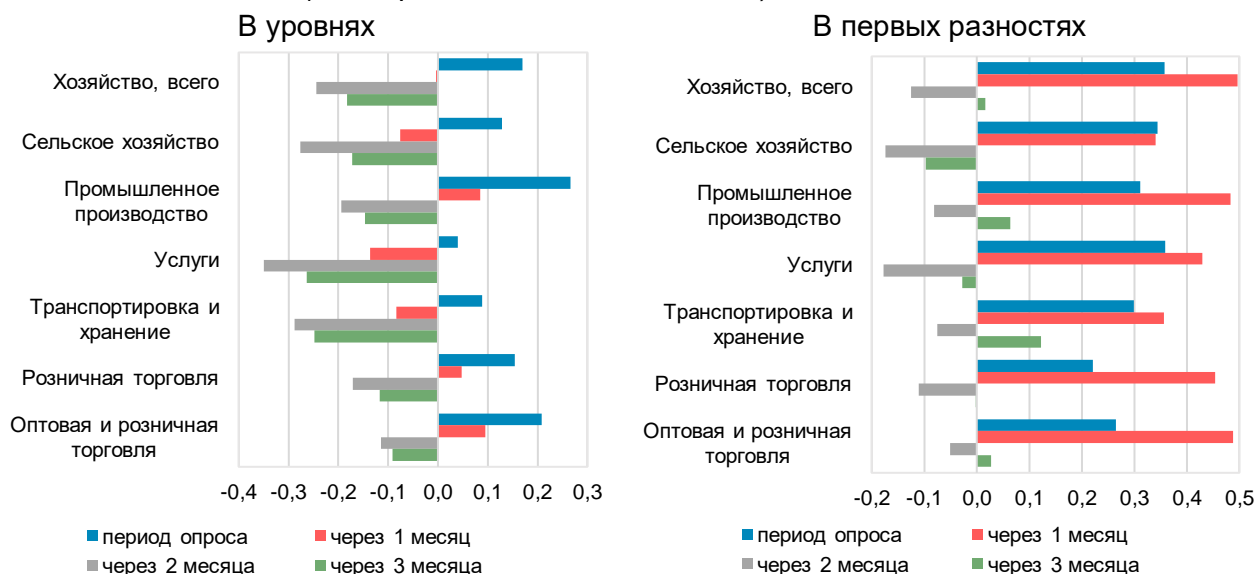 В уровнях
Хозяйство, всего
Сельское хозяйство
Промышленное
производство
Услуги
Транспортировка и
хранение
Розничная торговля
Оптовая и розничная
торговля
-0,4 -0,3 -0,2 -0,1 0,0 0,1 0,2 0,3
период опроса через 1 месяц
через 2 месяца через 3 месяца
В первых разностях
Хозяйство, всего
Сельское хозяйство
Промышленное
производство
Услуги
Транспортировка и
хранение
Розничная торговля
Оптовая и розничная
торговля
-0,2 -0,1 0,0 0,1 0,2 0,3 0,4 0,5
период опроса через 1 месяц
через 2 месяца через 3 месяца